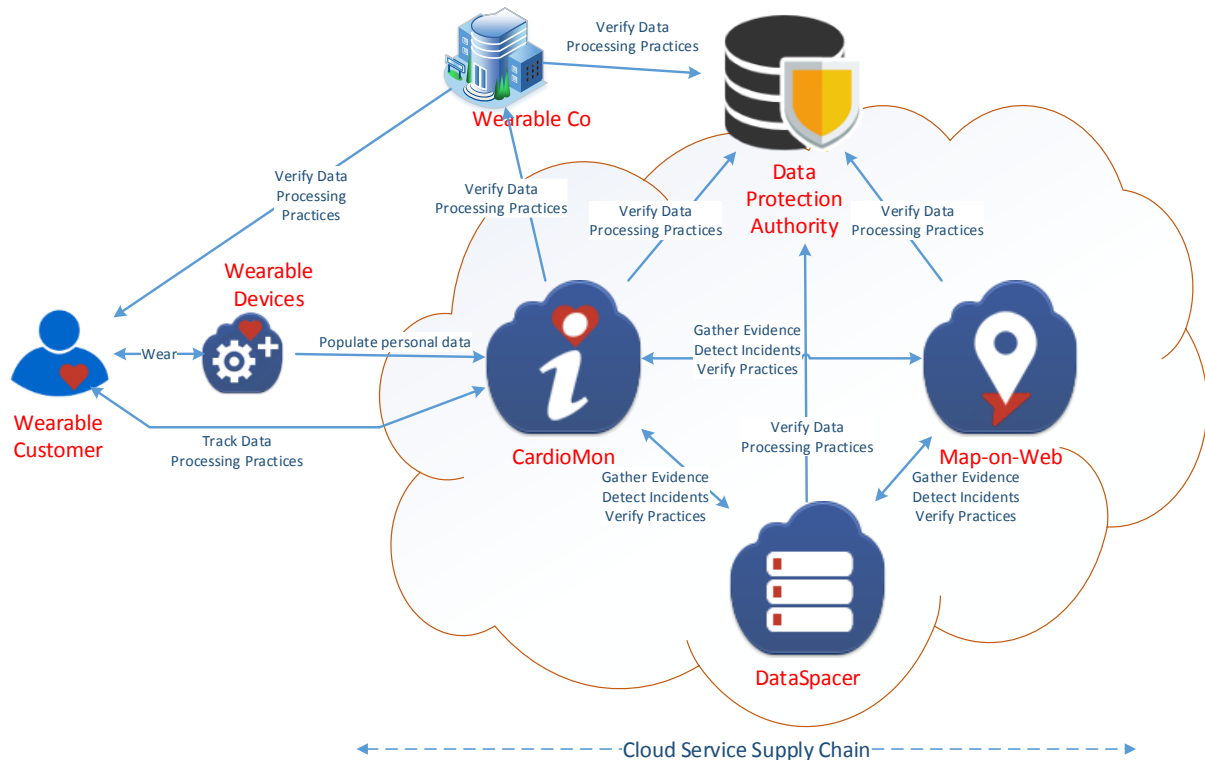 Verify Data
Processing Practices
Wearable Co
Data
Protection
Authority
Verify Data
Processing
Practices
Verify Data
Processing Practices
Verify Data
Processing Practices
Verify Data
Processing Practices
Wearable
Devices
Populate personal data
Gather Evidence
Detect Incidents
Verify Practices
Wear
Wearable
Customer
Track Data
Processing Practices
CardioMon
Verify Data
Processing Practices
Map-on-Web
Gather Evidence
Detect Incidents
Verify Practices
Gather Evidence
Detect Incidents
Verify Practices
DataSpacer
Cloud Service Supply Chain